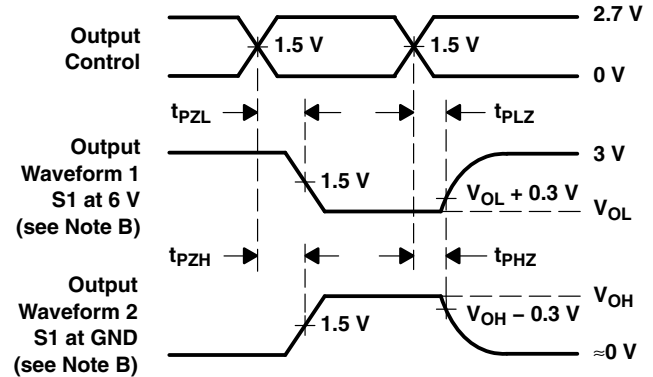 2.7 V
Output
Control
1.5 V
1.5 V
0 V
tPZL
tPLZ
Output
Waveform 1
S1 at 6 V
(see Note B)
3 V
1.5 V
VOL + 0.3 V
VOL
tPZH
tPHZ
Output
Waveform 2
S1 at GND
(see Note B)
VOH
1.5 V
VOH − 0.3 V
≈0 V